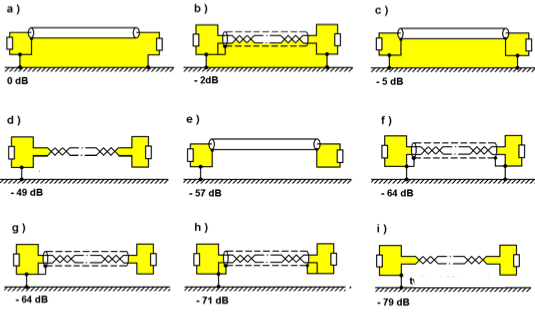 a )
b )
c )
0 dB
- 2dB
- 5 dB
d )
e )
f )
- 49 dB
- 57 dB
- 64 dB
g )
h )
i )
- 64 dB
- 71 dB
- 79 dB